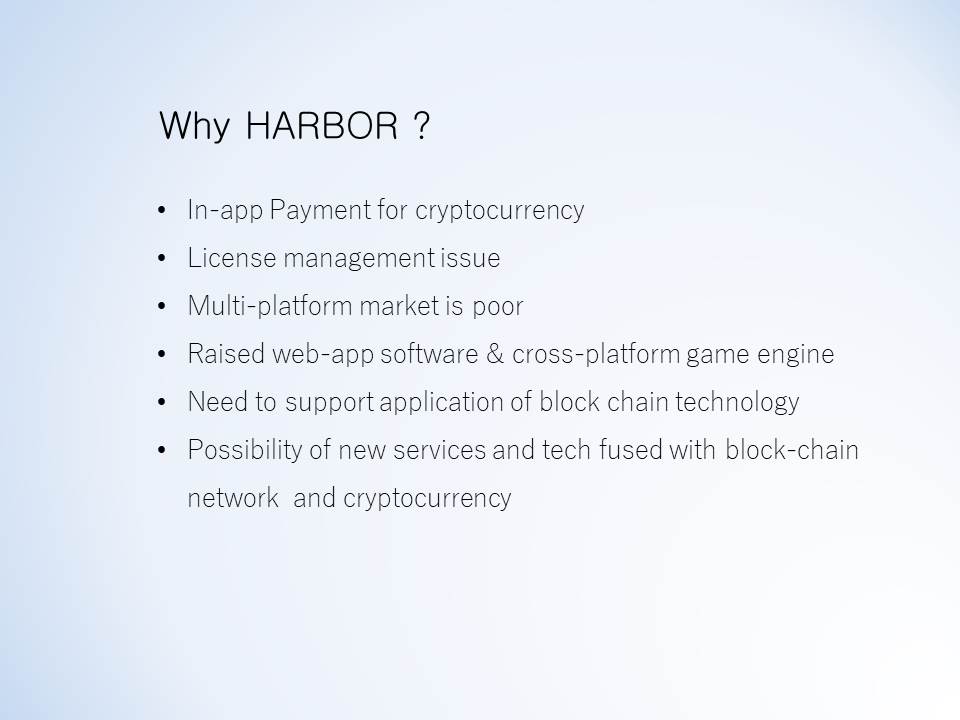 Why HARBOR ?
• In-app Payment for cryptocurrency
• License management issue
• Multi-platform market is poor
• Raised web-app software & cross-platform game engine
• Need to support application of block chain technology
• Possibility of new services and tech fused with block-chain
network and cryptocurrency